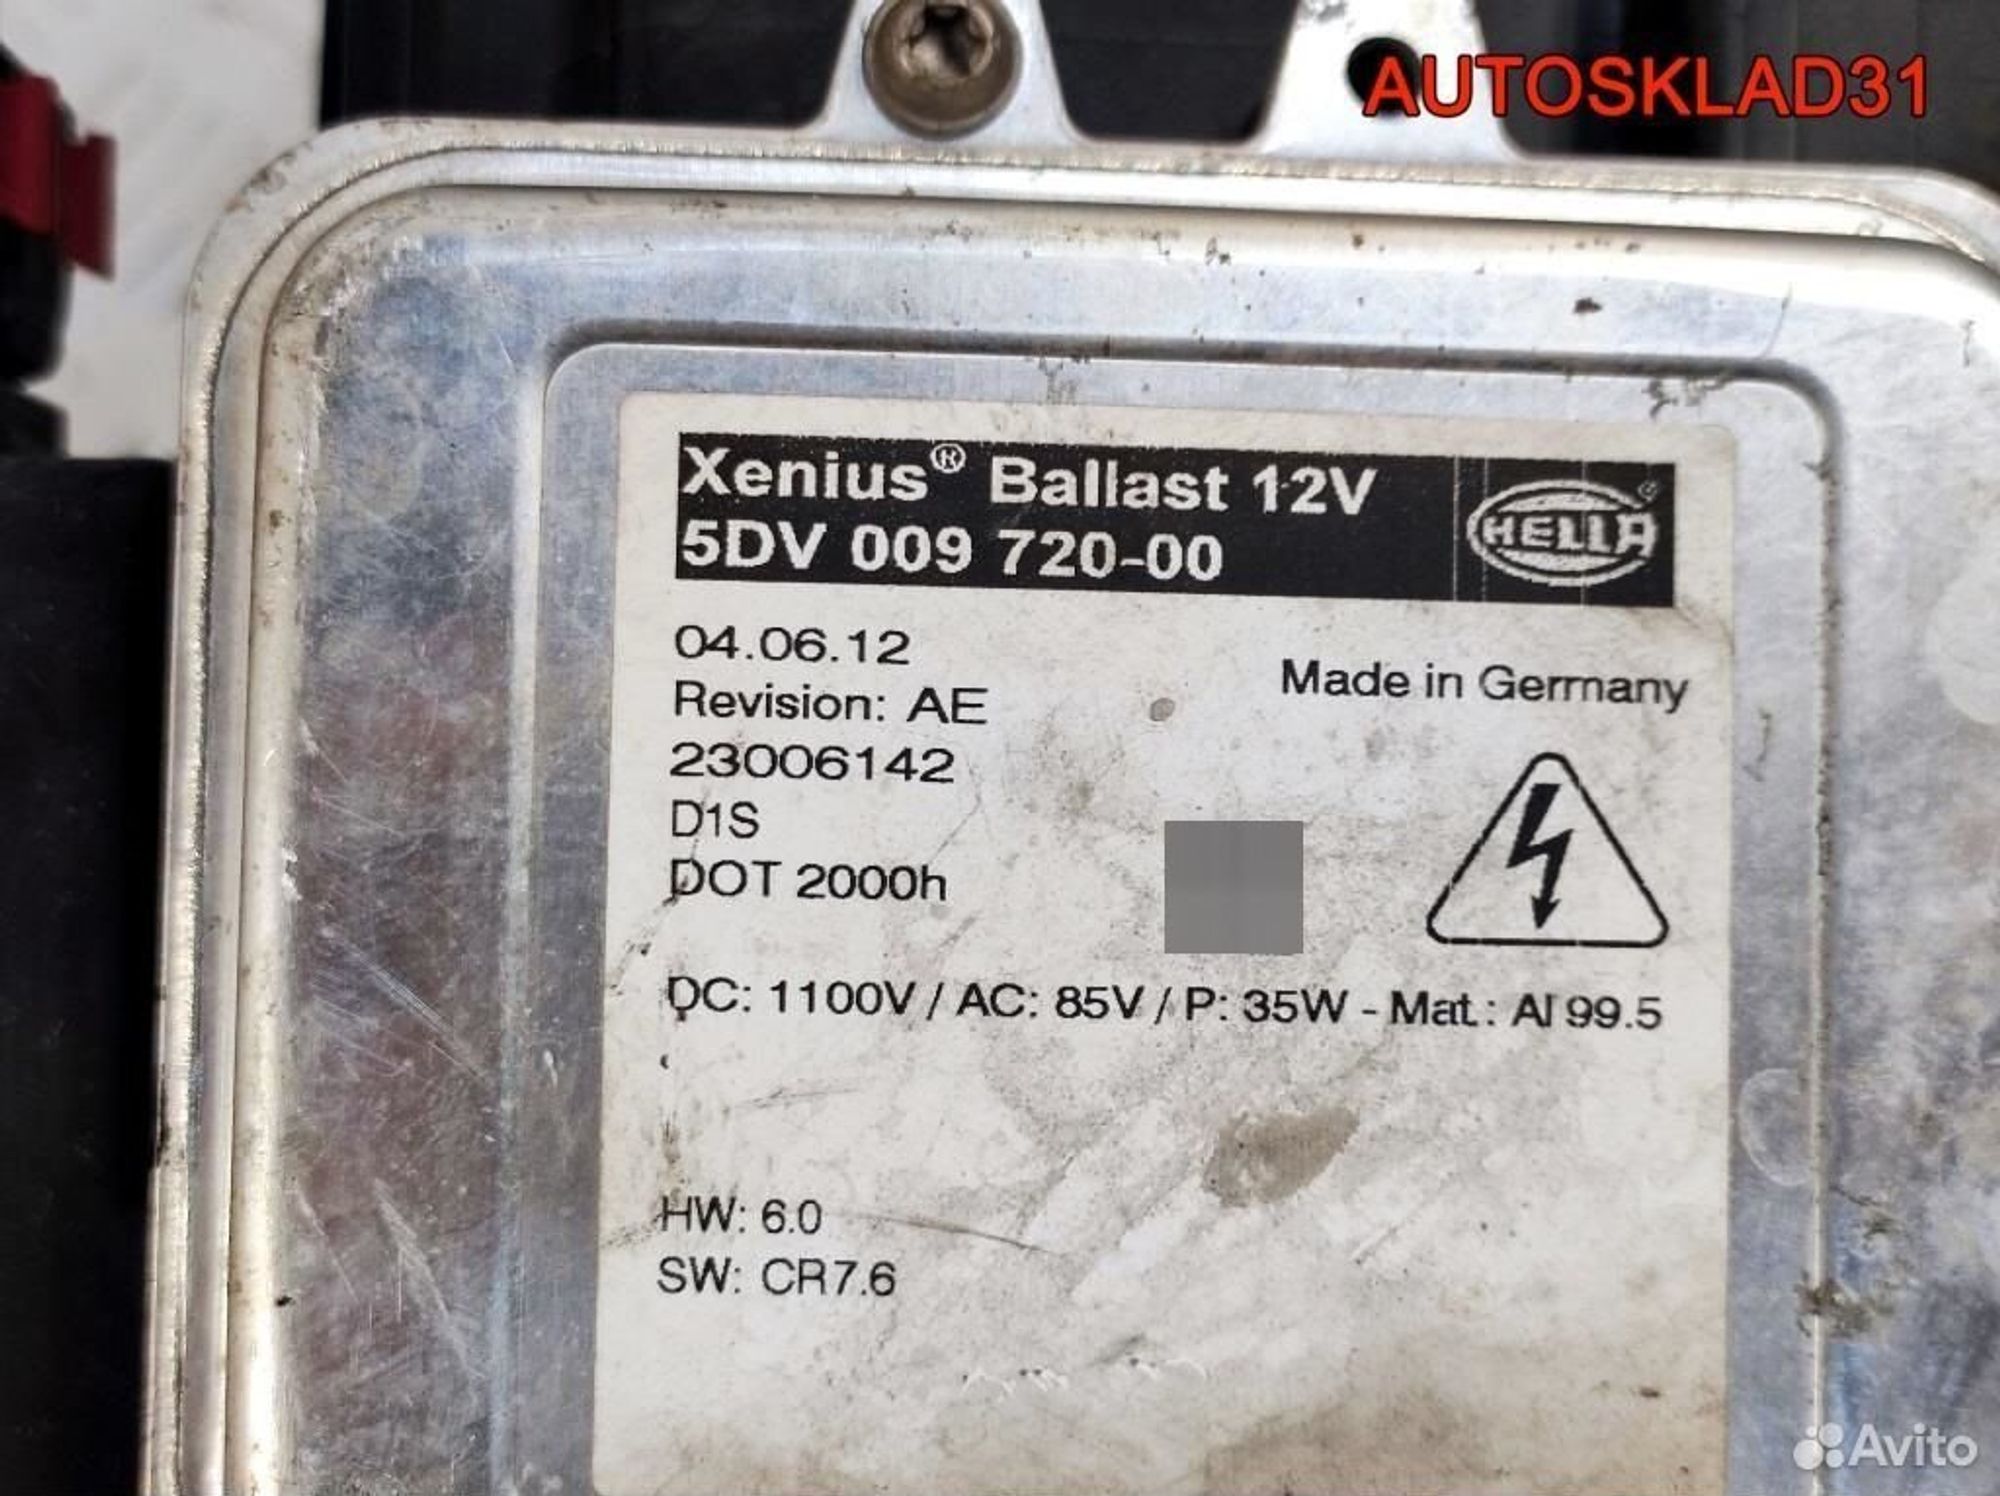 AUTOSKLAD31
Xenius® Ballast 12V
5DV 009 720-00
HELLA®
04.06.12
Made in Germany
Revision: AE
23006142
D1S
DOT 2000h
DC: 1100V / AC: 85V / P: 35W - Mat.: Al 99.5
HW: 6.0
SW: CR7.6
Avito